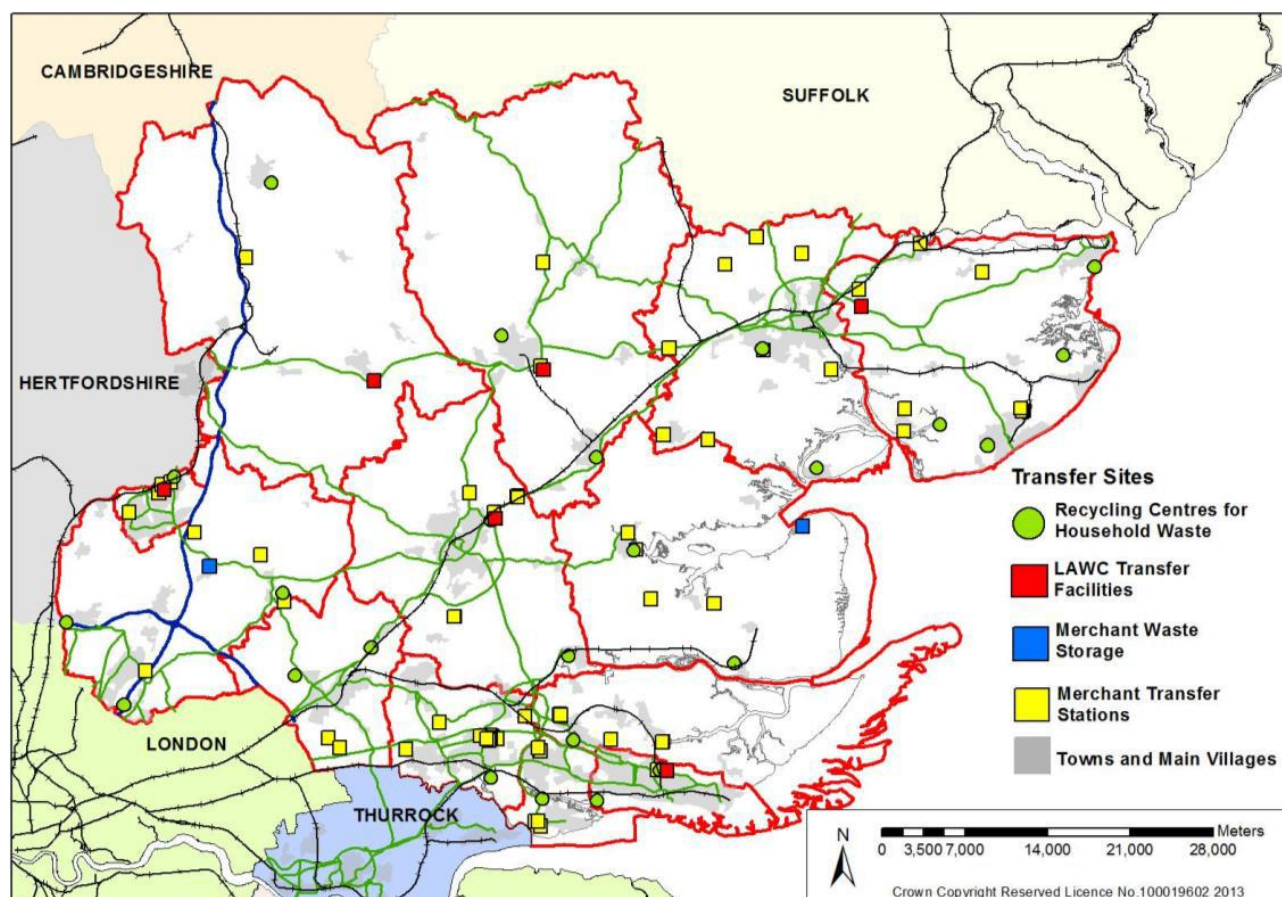 CAMBRIDGESHIRE
SUFFOLK
HERTFORDSHIRE
LONDON
THURROCK
Transfer Sites
Recycling Centres for
Household Waste
LAWC Transfer
Facilities
Merchant Waste
Storage
Merchant Transfer
Stations
Towns and Main Villages
N
Meters
0 3,500 7,000 14,000 21,000 28,000
Crown Copyright Reserved Licence No.100019602 2013